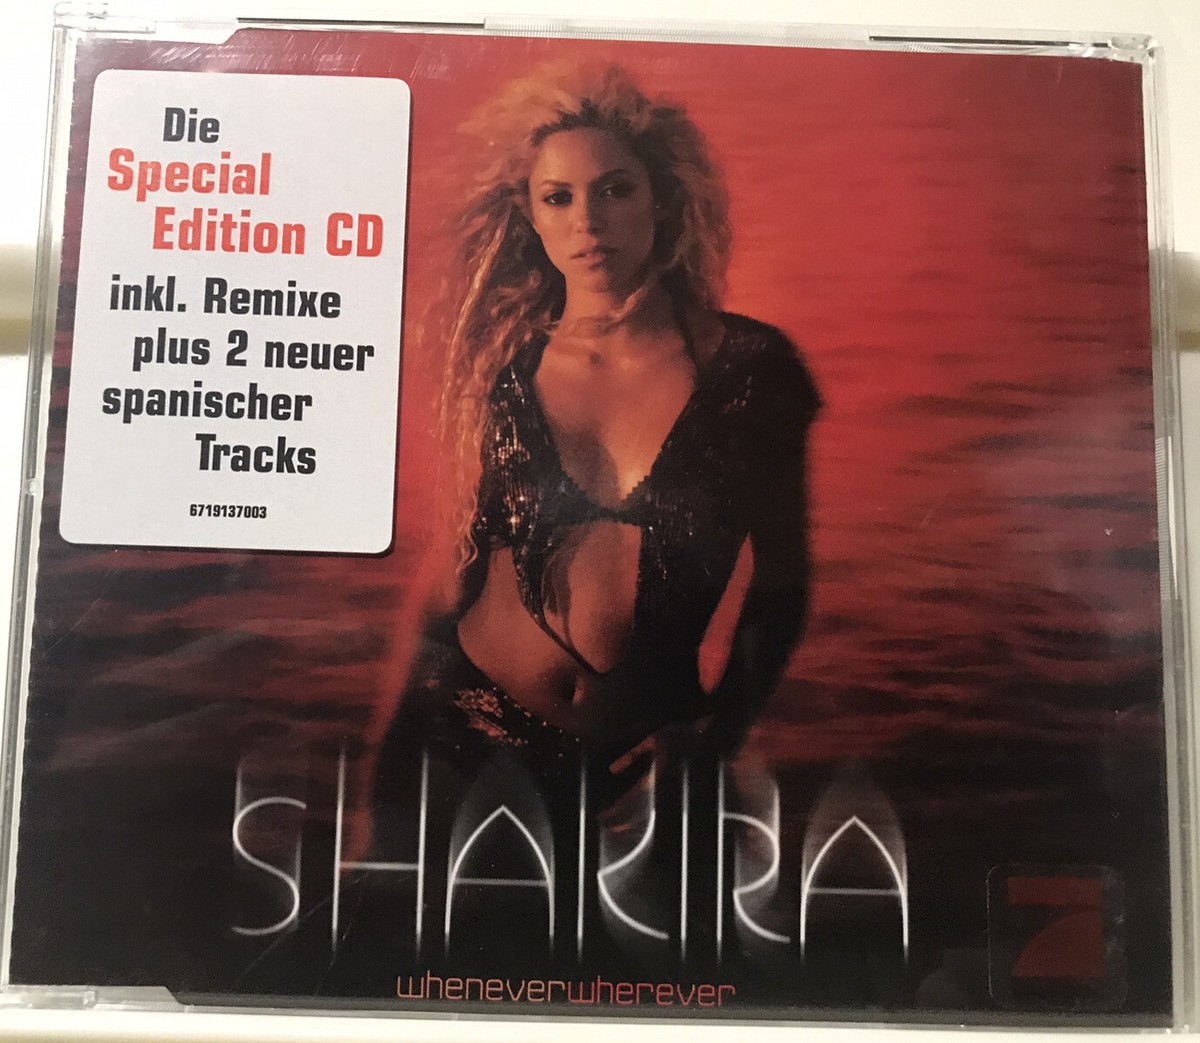 Die
Special
Edition CD
inkl. Remixe
plus 2 neuer
spanischer
Tracks
6719137003
SHAKIRA
wheneverwherever